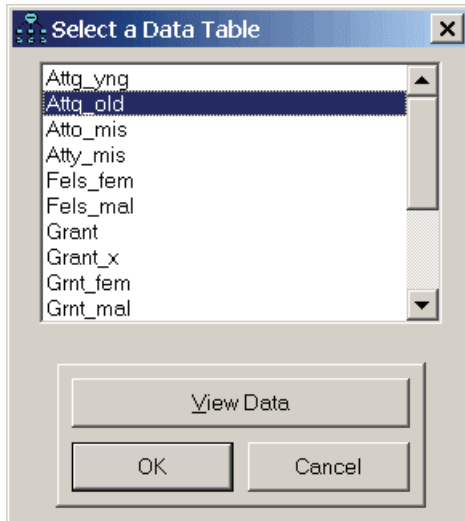 Select a Data Table
Attg_yng
Attg_old
Atto_mis
Atty_mis
Fels_fem
Fels_mal
Grant
Grant_x
Grnt_fem
Grnt_mal
View Data
OK
Cancel